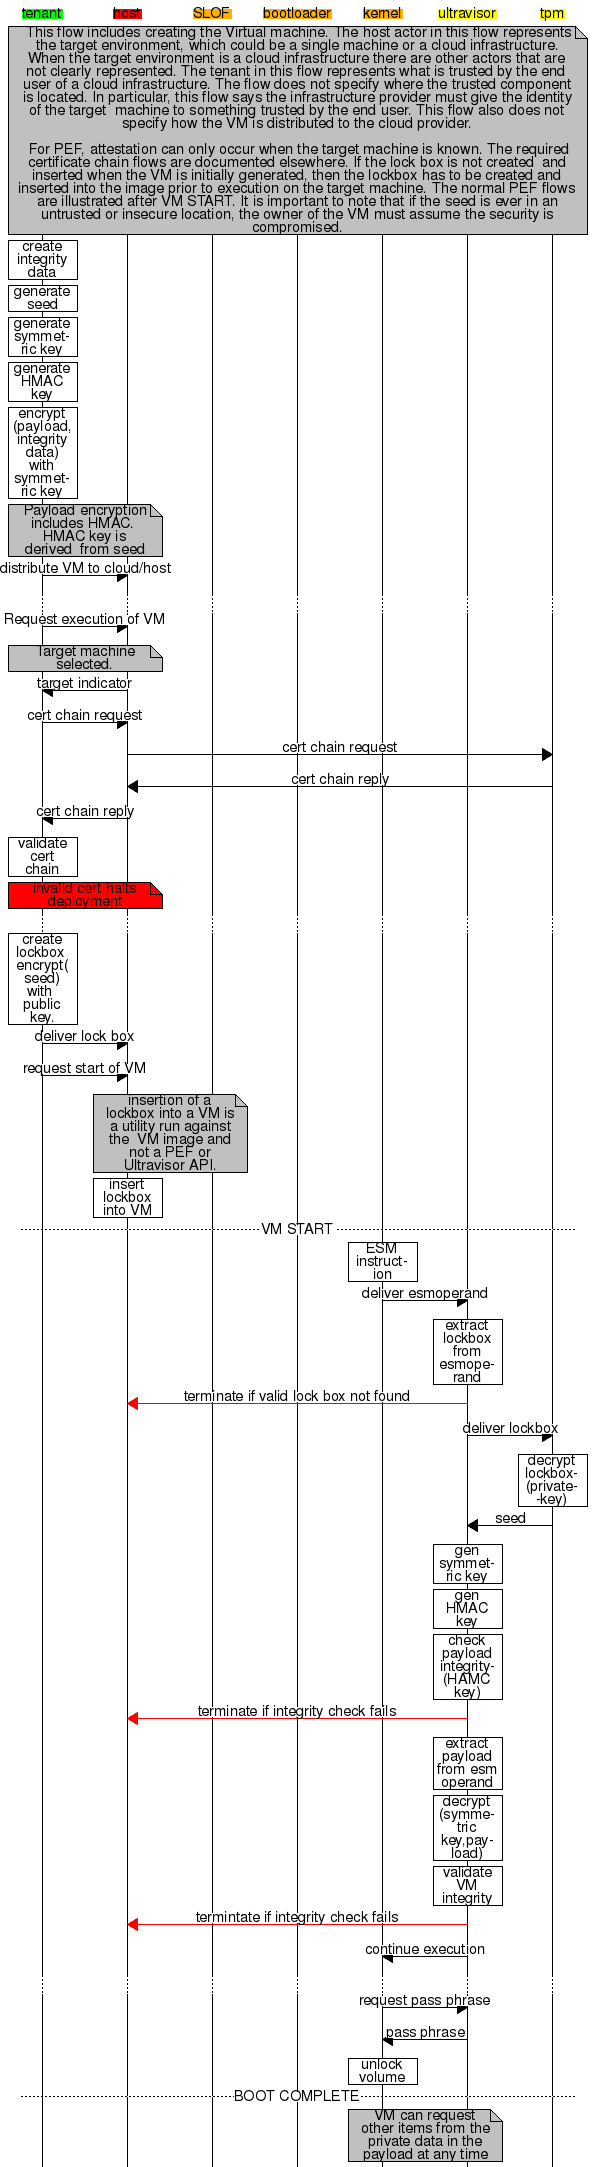 tenant host SLOF bootloader kernel ultravisor tpm
This flow includes creating the Virtual machine. The host actor in this flow represents
the target environment, which could be a single machine or a cloud infrastructure.
When the target environment is a cloud infrastructure there are other actors that are
not clearly represented. The tenant in this flow represents what is trusted by the end
user of a cloud infrastructure. The flow does not specify where the trusted component
is located. In particular, this flow says the infrastructure provider must give the identity
of the target machine to something trusted by the end user. This flow also does not
specify how the VM is distributed to the cloud provider.
For PEF, attestation can only occur when the target machine is known. The required
certificate chain flows are documented elsewhere. If the lock box is not created and
inserted when the VM is initially generated, then the lockbox has to be created and
inserted into the image prior to execution on the target machine. The normal PEF flows
are illustrated after VM START. It is important to note that if the seed is ever in an
untrusted or insecure location, the owner of the VM must assume the security is
compromised.
create
integrity
data
generate
seed
generate
symmet-
ric key
generate
HMAC
key
encrypt
(payload,
integrity
data)
with
symmet-
ric key
Payload encryption
includes HMAC.
HMAC key is
derived from seed
distribute VM to cloud/host
Request execution of VM
Target machine
selected.
target indicator
cert chain request
cert chain request
cert chain reply
cert chain reply
validate
cert
chain
invalid cert halts
deployment
create
lockbox
encrypt(
seed)
with
public
key.
deliver lock box
request start of VM
insertion of a
lockbox into a VM is
a utility run against
the VM image and
not a PEF or
Ultravisor API.
insert
lockbox
into VM
VM START
ESM
instruct-
ion
deliver esmoperand
extract
lockbox
from
esmope-
rand
terminate if valid lock box not found
deliver lockbox
decrypt
lockbox-
(private-
-key)
seed
gen
symmet-
ric key
gen
HMAC
key
check
payload
integrity-
(HAMC
key)
terminate if integrity check fails
extract
payload
from esm
operand
decrypt
(symme-
tric
key,pay-
load)
validate
VM
integrity
termintate if integrity check fails
continue execution
request pass phrase
pass phrase
unlock
volume
BOOT COMPLETE
VM can request
other items from the
private data in the
payload at any time